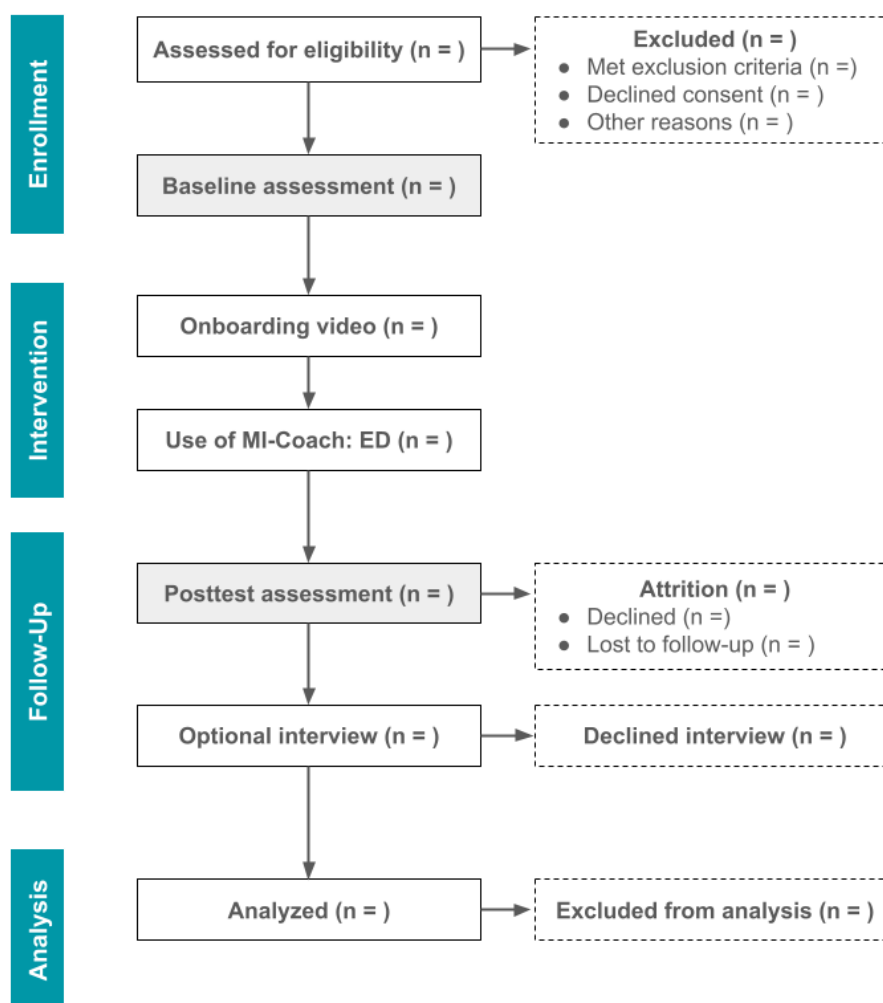 Enrollment
Assessed for eligibility (n = )
Excluded (n = )
● Met exclusion criteria (n =)
● Declined consent (n = )
● Other reasons (n = )
Baseline assessment (n = )
Intervention
Onboarding video (n = )
Use of MI-Coach: ED (n = )
Follow-Up
Posttest assessment (n = )
Attrition (n = )
● Declined (n =)
● Lost to follow-up (n = )
Optional interview (n = )
Declined interview (n = )
Analysis
Analyzed (n = )
Excluded from analysis (n = )